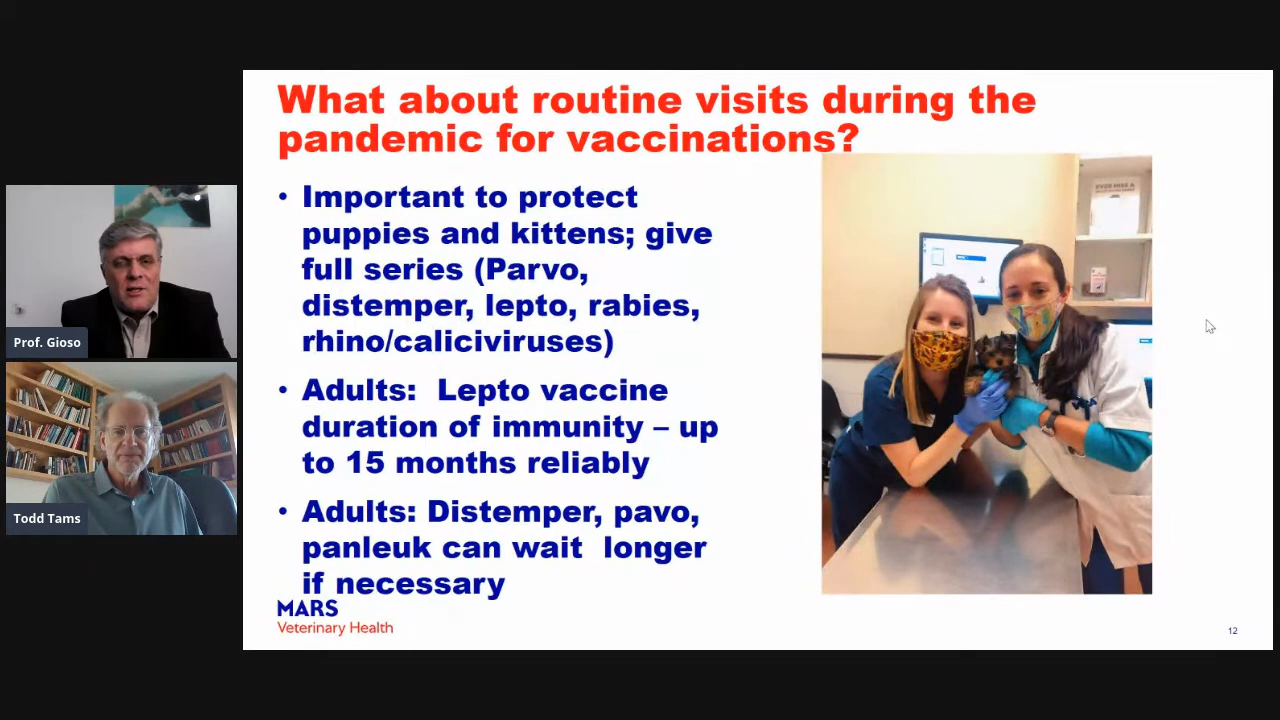 What about routine visits during the
pandemic for vaccinations?
• Important to protect
puppies and kittens; give
full series (Parvo,
distemper, lepto, rabies,
rhino/caliciviruses)
• Adults:  Lepto vaccine
duration of immunity – up
to 15 months reliably
• Adults: Distemper, pavo,
panleuk can wait  longer
if necessary
MARS
Veterinary Health
12
Prof. Gioso
Todd Tams